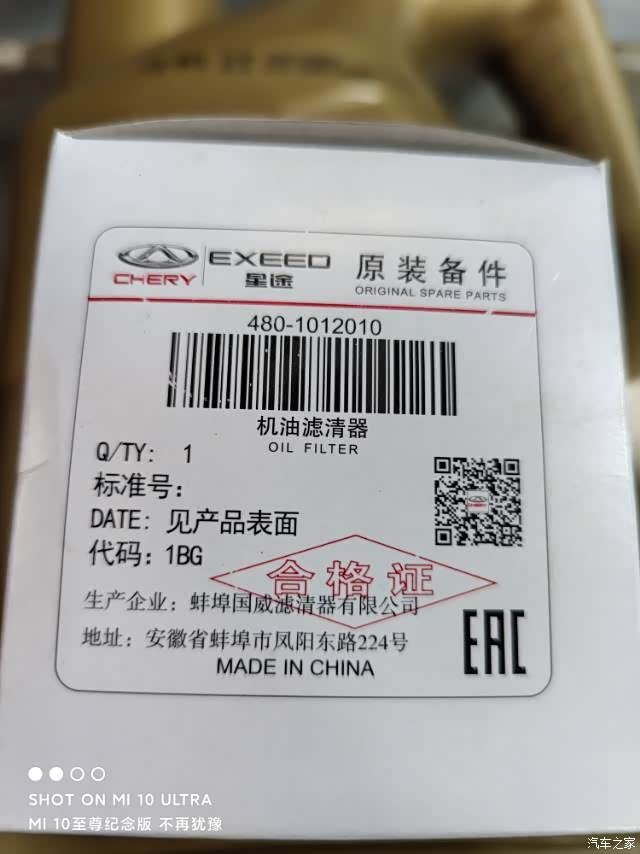 CHERY
EXEED
星途
原装备件
ORIGINAL SPARE PARTS
480-1012010
机油滤清器
OIL FILTER
Q/TY: 1
标准号:
DATE: 见产品表面
代码: 1BG
合格证
生产企业: 蚌埠国威滤清器有限公司
地址: 安徽省蚌埠市凤阳东路224号
MADE IN CHINA
EAC
SHOT ON MI 10 ULTRA
MI 10至尊纪念版 不再犹豫
汽车之家